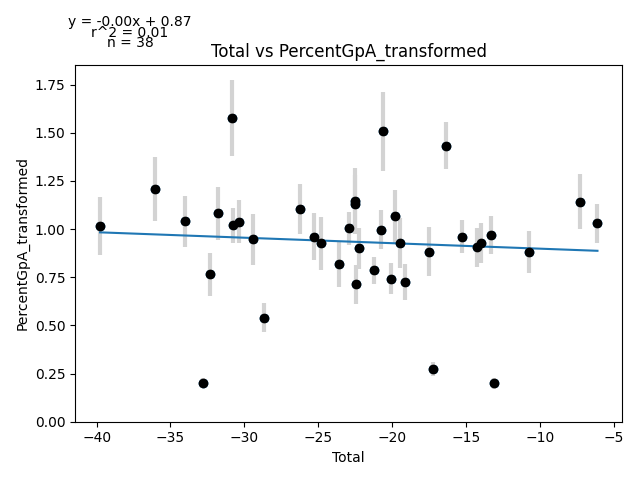 y = -0.00x + 0.87
r^2 = 0.01
n = 38
Total vs PercentGpA_transformed
PercentGpA_transformed
1.75
1.50
1.25
1.00
0.75
0.50
0.25
0.00
−40
−35
−30
−25
−20
−15
−10
−5
Total